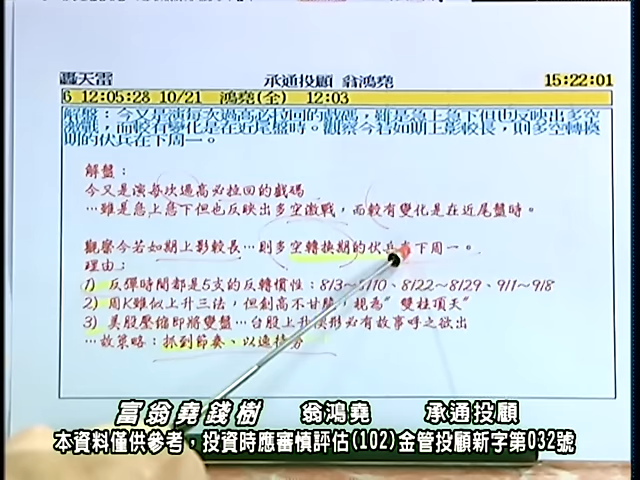 轟天雷 承通投顧 翁鴻堯 15:22:01
6 12:05:28 10/21 鴻堯(全) 12:03
解盤:今又是演每次過高必拉回的戲碼,雖是急上急下但也反映出多空
激戰,而較有變化是在近尾盤時。觀察今若如期上影較長,則多空轉換
期的伏兵在下周一。
解盤:
今又是演每次過高必拉回的戲碼
…雖是急上急下但也反映出多空激戰,而較有變化是在近尾盤時。
觀察今若如期上影較長…則多空轉換期的伏兵 下周一。
理由:
1) 反彈時間都是5支的反轉慣性:8/3~ 10、8/22~8/29、9/1~9/8
2) 周K雖似上升三法,但創高不甘 ,視為"雙柱頂天"
3) 美股壓縮即將變盤…台股上升 形必有故事呼之欲出
…故策略:抓到節奏、以逸待
富翁堯錢樹 翁鴻堯 承通投顧
本資料僅供參考,投資時應審慎評估(102)金管投顧新字第032號